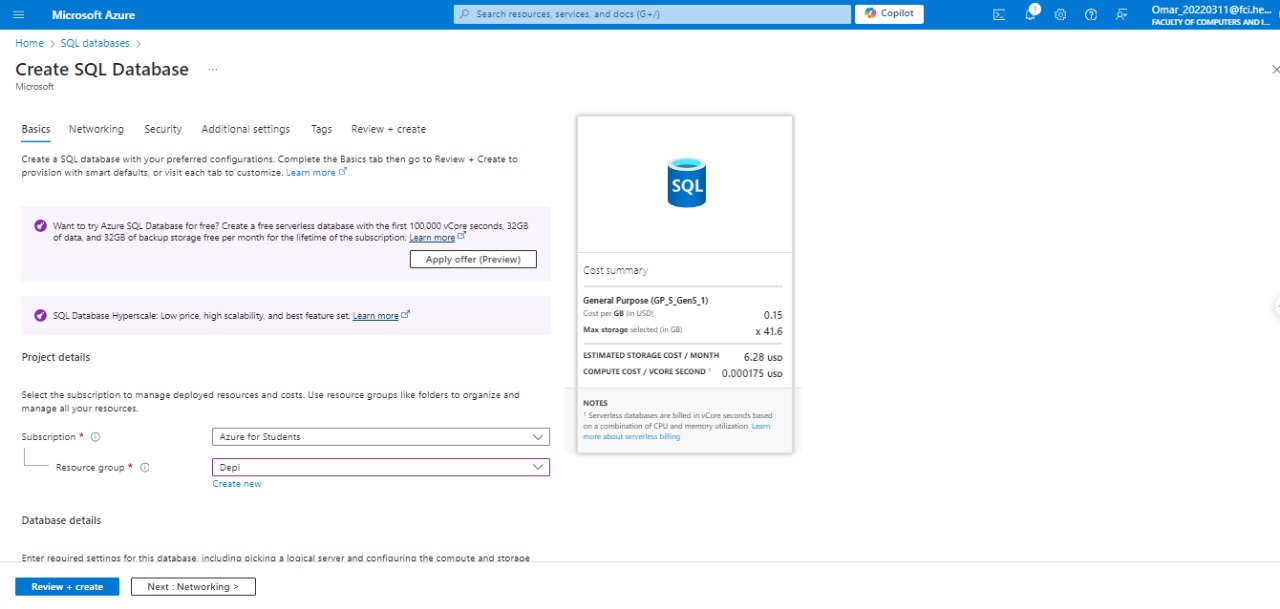 Microsoft Azure
Search resources, services, and docs (G+/)
Copilot
1
Omar_20220311@fci.he...
FACULTY OF COMPUTERS AND I...
Home > SQL databases >
Create SQL Database ...
Microsoft
Basics Networking Security Additional settings Tags Review + create
Create a SQL database with your preferred configurations. Complete the Basics tab then go to Review + Create to
provision with smart defaults, or visit each tab to customize. Learn more
Want to try Azure SQL Database for free? Create a free serverless database with the first 100,000 vCore seconds, 32GB
of data, and 32GB of backup storage free per month for the lifetime of the subscription. Learn more
Apply offer (Preview)
SQL Database Hyperscale: Low price, high scalability, and best feature set. Learn more
Project details
Select the subscription to manage deployed resources and costs. Use resource groups like folders to organize and
manage all your resources.
Subscription *
Azure for Students
Resource group *
Depi
Create new
Database details
Enter required settings for this database, including picking a logical server and configuring the compute and storage
Review + create
Next : Networking >
SQL
Cost summary
General Purpose (GP_S_Gen5_1)
Cost per GB (in USD) 0.15
Max storage selected (in GB) x 41.6
ESTIMATED STORAGE COST / MONTH 6.28 USD
COMPUTE COST / VCORE SECOND ¹ 0.000175 USD
NOTES
¹ Serverless databases are billed in vCore seconds based
on a combination of CPU and memory utilization. Learn
more about serverless billing